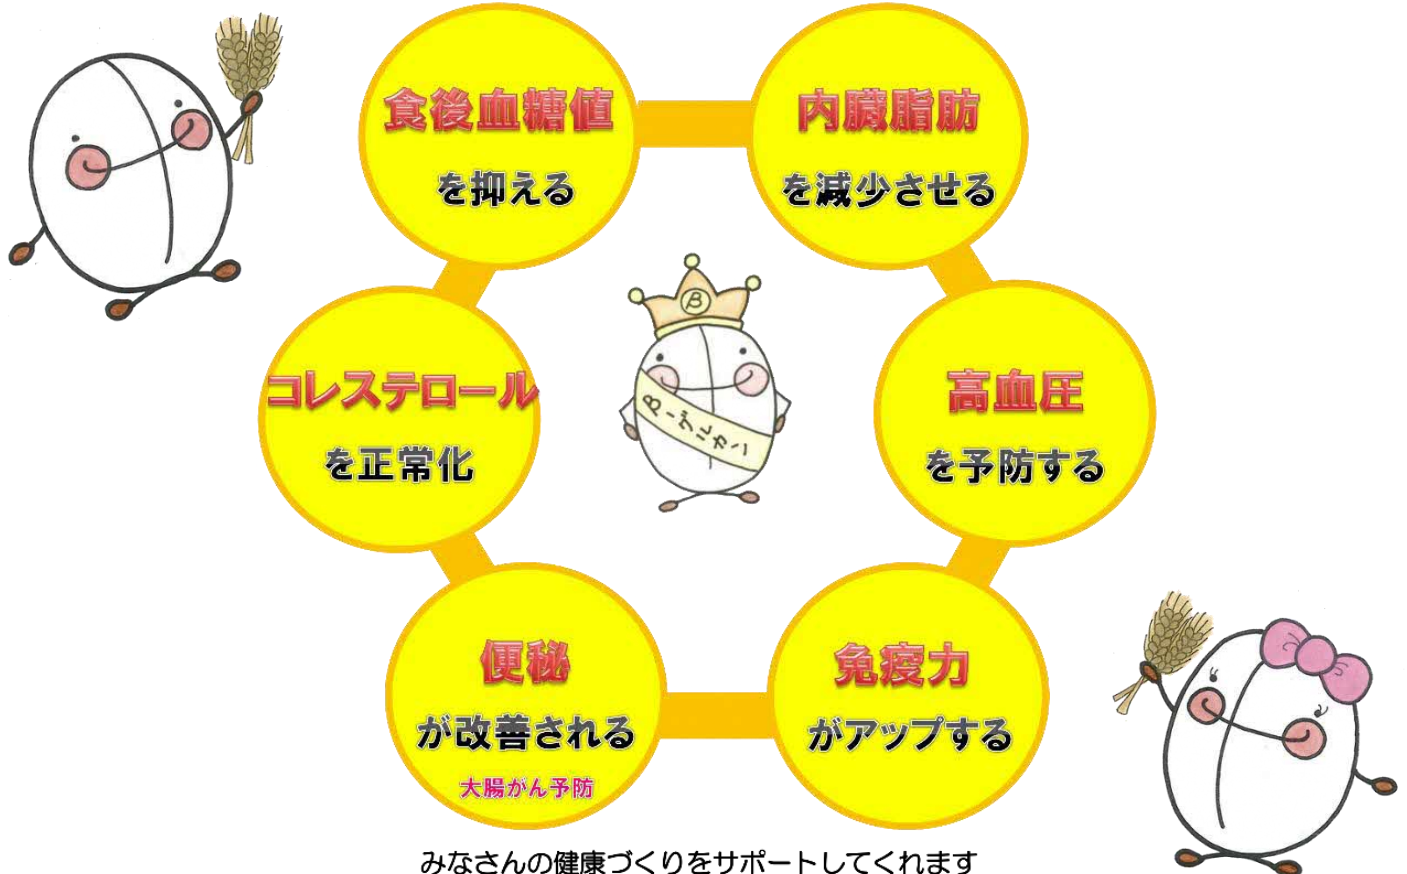 食後血糖値
を抑える
内臓脂肪
を減少させる
コレステロール
を正常化
β
β-グルカン
高血圧
を予防する
便秘
が改善される
大腸がん予防
免疫力
がアップする
みなさんの健康づくりをサポートしてくれます